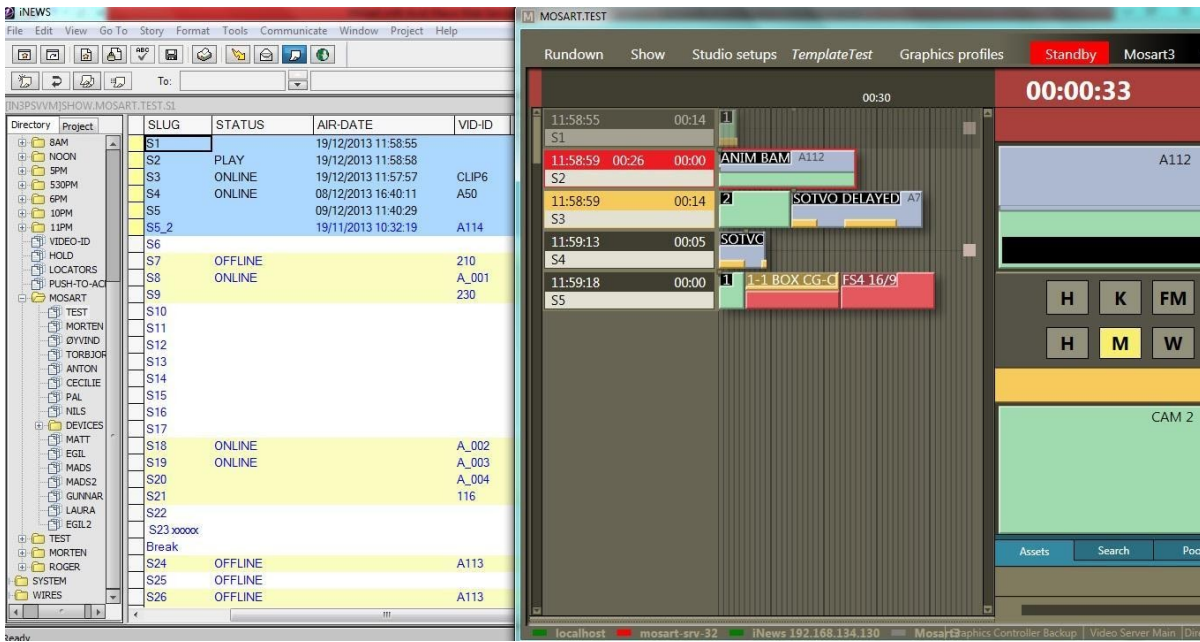 iNEWS
File Edit View Go To Story Format Tools Communicate Window Project Help
To:
[IN3PSVVM]SHOW.MOSART.TEST.S1
Directory Project
8AM
NOON
5PM
530PM
6PM
10PM
11PM
VIDEO-ID
HOLD
LOCATORS
PUSH-TO-ACI
MOSART
TEST
MORTEN
ØYVIND
TORBJOR
ANTON
CECILIE
PAL
NILS
DEVICES
MATT
EGIL
MADS
MADS2
GUNNAR
LAURA
EGIL2
TEST
MORTEN
ROGER
SYSTEM
WIRES
SLUG STATUS AIR-DATE VID-ID
S1 19/12/2013 11:58:55
S2 PLAY 19/12/2013 11:58:58
S3 ONLINE 19/12/2013 11:57:57 CLIP6
S4 ONLINE 08/12/2013 16:40:11 A50
S5 09/12/2013 11:40:29
S5_2 19/11/2013 10:32:19 A114
S6
S7 OFFLINE 210
S8 ONLINE A_001
S9 230
S10
S11
S12
S13
S14
S15
S16
S17
S18 ONLINE A_002
S19 ONLINE A_003
S20 A_004
S21 116
S22
S23 xxxxx
Break
S24 OFFLINE A113
S25 OFFLINE
S26 OFFLINE A113
Ready
MOSART.TEST
Rundown Show Studio setups TemplateTest Graphics profiles Standby Mosart3
00:30
00:00:33
11:58:55 00:14 1
S1
11:58:59 00:26 00:00 ANIM BAM A112
S2
11:58:59 00:14 2 SOTVO DELAYED A7
S3
11:59:13 00:05 SOTVO
S4
11:59:18 00:00 1 1-1 BOX CG-C FS4 16/9
S5
A112
H K FM
H M W
CAM 2
Assets Search Poo
localhost mosart-srv-32 iNews 192.168.134.130 Mosart3 Graphics Controller Backup Video Server Main